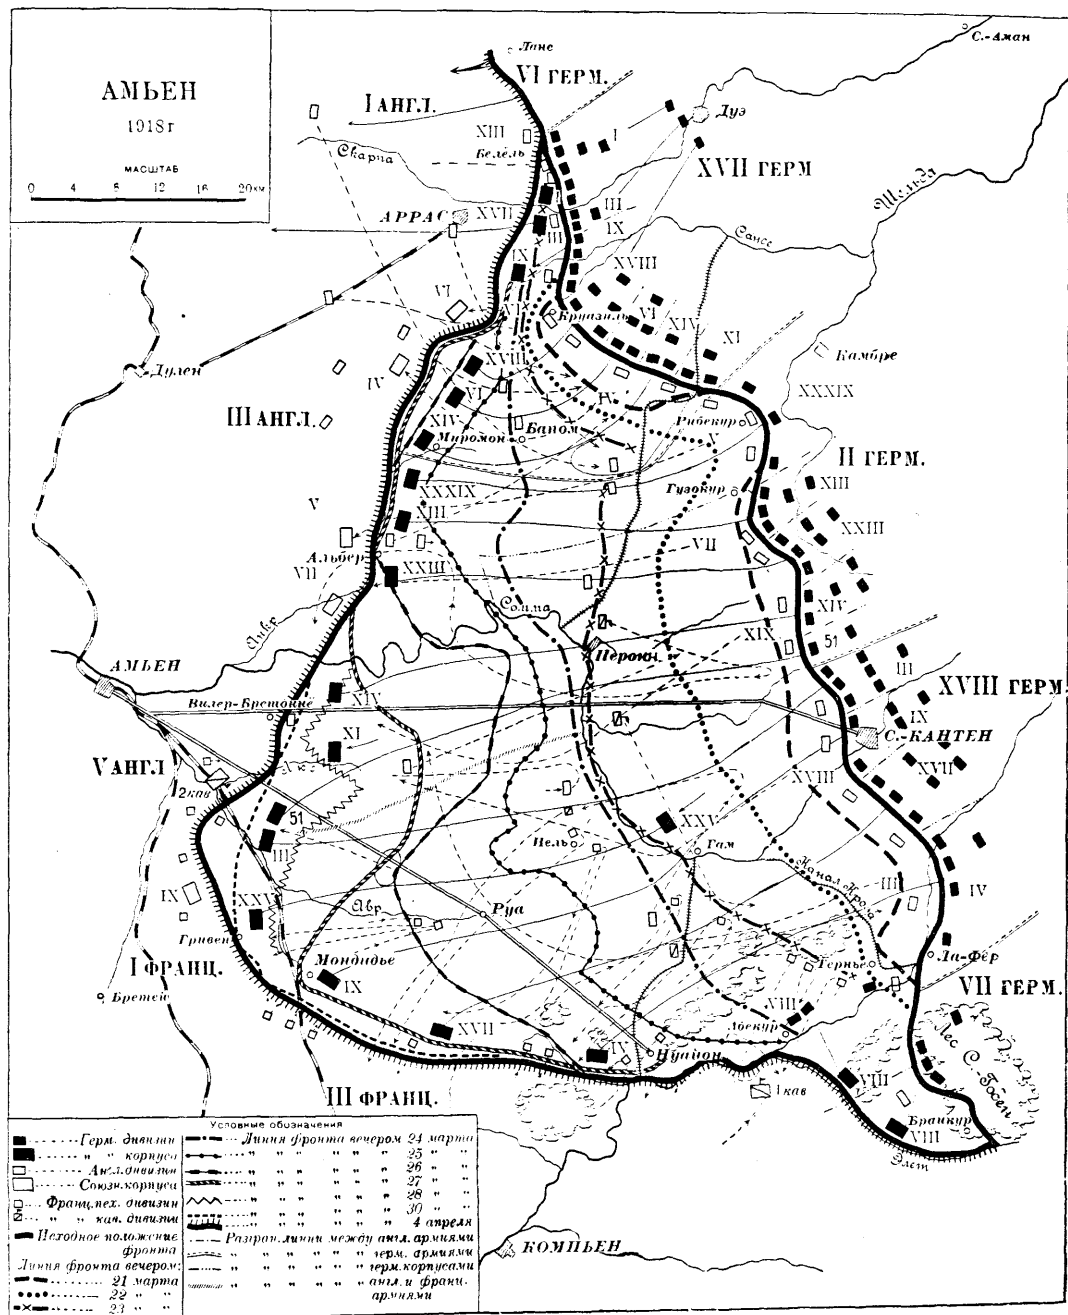 АМЬЕН
1918г
МАСШТАБ
0 4 8 12 16 20км
Ланс
С.-Аман
VI ГЕРМ.
I АНГЛ.
XIII
I
Дуэ
Скарпа
Белёль
XVII ГЕРМ
Шельда
АРРАС
XVII
III
III
IX
Сансе
IX
XVIII
VI
VI
VI
XIV
XI
Круазиль
Дулен
IV
XVIII
Камбре
XXXIX
VI
IV
III АНГЛ.
XIV
Миромон
Бапом
Рибекур
V
II ГЕРМ.
XXXIX
Гузокур
XIII
V
XIII
XXIII
Альбер
VII
VII
XXIII
Анкр
Сомма
XIV
XIX
51
Перонн
III
АМЬЕН
XIV
XVIII ГЕРМ.
Вилер-Бретонне
IX
С.-КАНТЕН
XI
V АНГЛ
XVIII
XVII
2кав
51
XXV
III
Нель
Гам
Канал Кроза
III
IV
IX
XXV
Авр
Руа
Гривен
Тернье
Ла-Фер
I ФРАНЦ.
Мондидье
IX
VII ГЕРМ.
Бретей
VIII
Абекур
XVII
IV
Нуайон
Лес С.-Гобен
III ФРАНЦ.
1 кав
VIII
VIII
Бранкур
Элет
КОМПЬЕН
Условные обозначения
Герм. дивизии
" " корпуса
Англ. дивизии
Союзн. корпуса
Франц. пех. дивизии
" " кав. дивизии
Исходное положение
фронта
Линия фронта вечером:
21 марта
22 " "
23 " "
Линия фронта вечером 24 марта
" " " " " " 25 " "
" " " " " " 26 " "
" " " " " " 27 " "
" " " " " " 28 " "
" " " " " " 30 " "
" " " " " " 4 апреля
Разгран. линии между англ. армиями
" " " " " герм. армиями
" " " " " герм. корпусами
" " " " " англ. и франц.
армиями